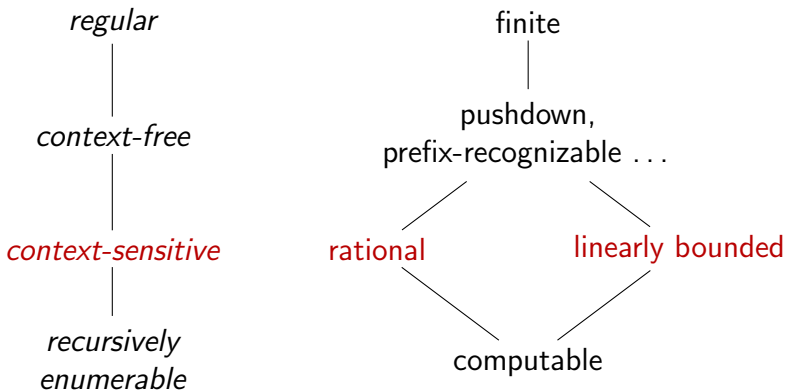 regular
context-free
context-sensitive
recursively
enumerable
finite
pushdown,
prefix-recognizable ...
rational
linearly bounded
computable